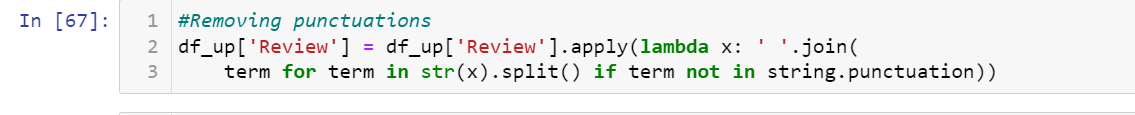 In [67]:
1 #Removing punctuations
2 df_up['Review'] = df_up['Review'].apply(lambda x: ' '.join(
3     term for term in str(x).split() if term not in string.punctuation))